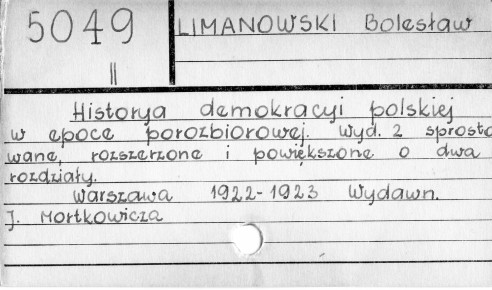 5049
II
LIMANOWSKI Bolesław
Historya demokracyi polskiej
w epoce porozbiorowej. Wyd. 2 sprosto
wane, rozszerzone i powiększone o dwa
rozdziały.
Warszawa 1922-1923 Wydawn.
J. Mortkowicza